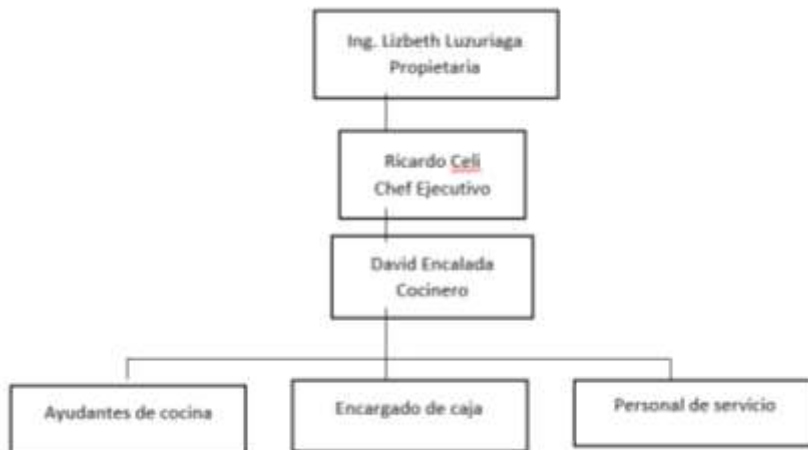 Ing. Lizbeth Luzuriaga
Propietaria
Ricardo Celi
Chef Ejecutivo
David Encalada
Cocinero
Ayudantes de cocina
Encargado de caja
Personal de servicio